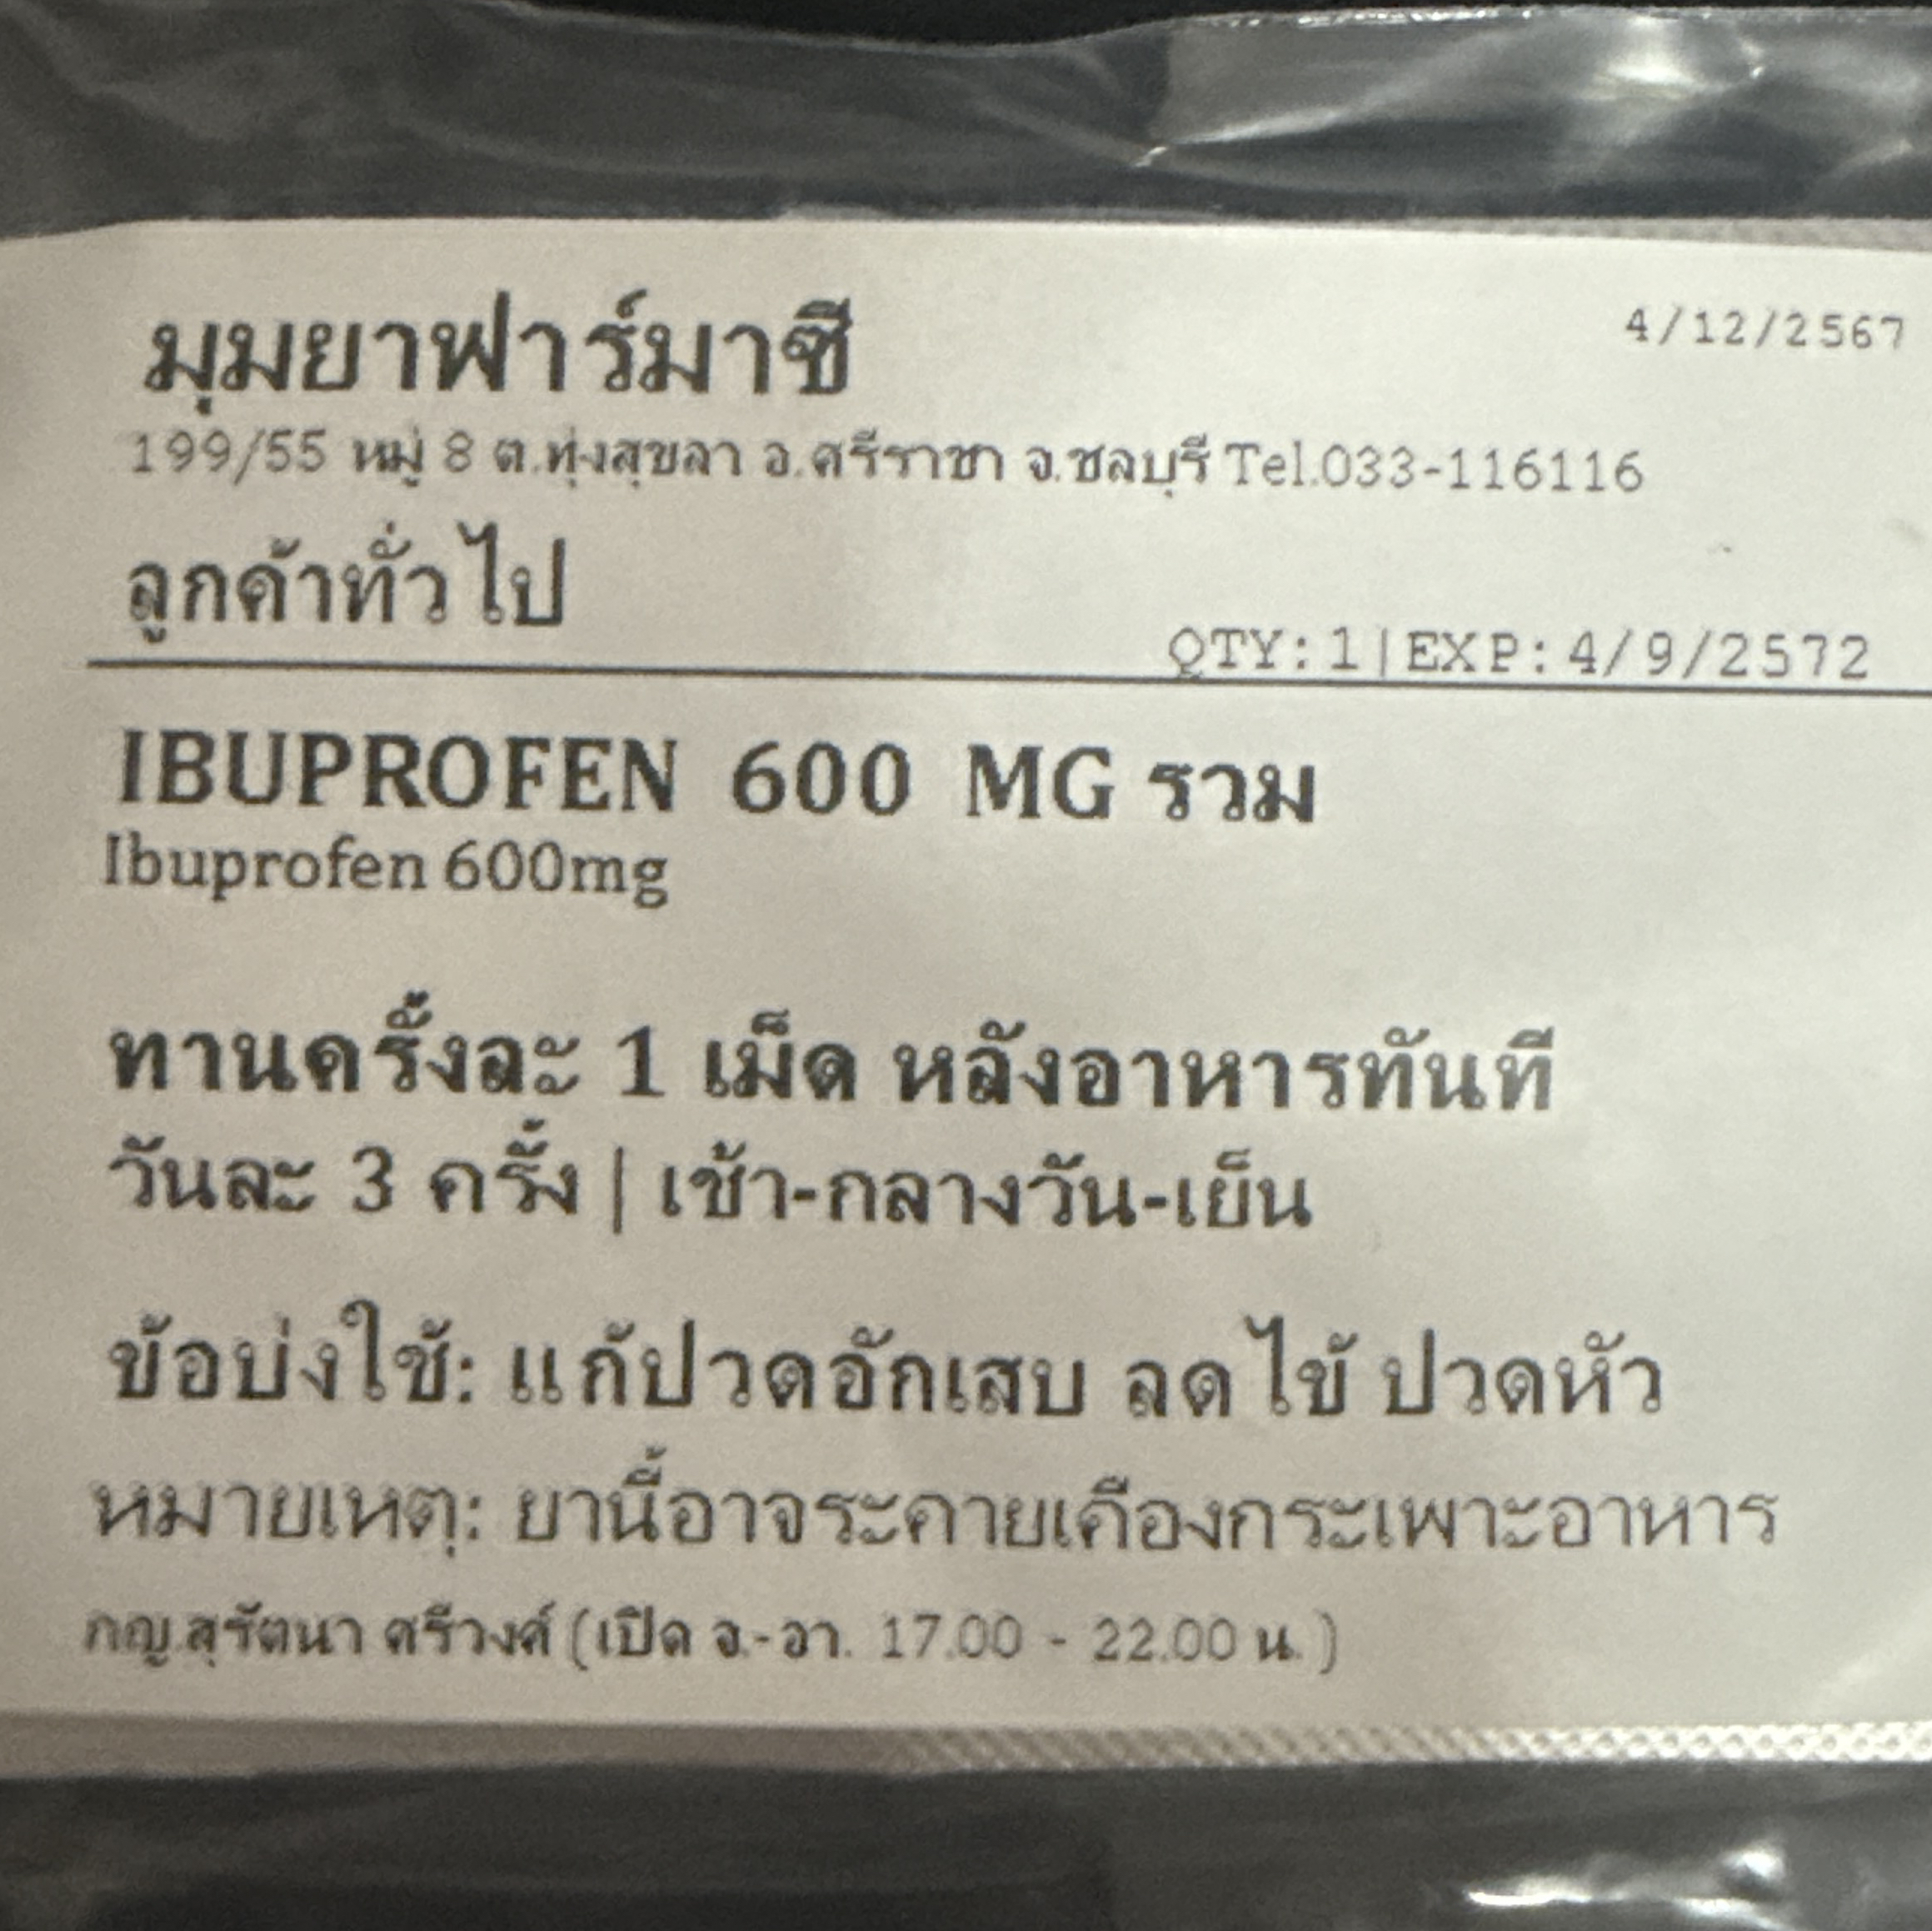 มุมยาฟาร์มาซี
4/12/2567
199/55 หมู่ 8 ต.ทุ่งสุขลา อ.ศรีราชา จ.ชลบุรี Tel.033-116116
ลูกค้าทั่วไป
QTY:1|EXP:4/9/2572
IBUPROFEN 600 MG รวม
Ibuprofen 600mg
ทานครั้งละ 1 เม็ด หลังอาหารทันที
วันละ 3 ครั้ง | เช้า-กลางวัน-เย็น
ข้อบ่งใช้: แก้ปวดอักเสบ ลดไข้ ปวดหัว
หมายเหตุ: ยานี้อาจระคายเคืองกระเพาะอาหาร
ภญ.สุรัตนา ศรีวงศ์ (เปิด จ.-อา. 17.00 - 22.00 น.)